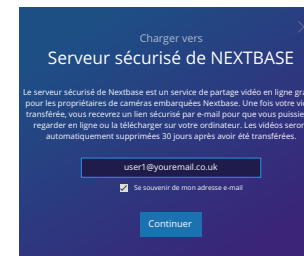 Charger vers
Serveur sécurisé de NEXTBASE
Le serveur sécurisé de Nextbase est un service de partage vidéo en ligne
pour les propriétaires de caméras embarquées Nextbase. Une fois votre
transférée, vous recevrez un lien sécurisé par e-mail pour que vous
regarder en ligne ou la télécharger sur votre ordinateur. Les vidéos
automatiquement supprimées 30 jours après avoir été transférées.
user1@youremail.co.uk
Se souvenir de mon adresse e-mail
Continuer